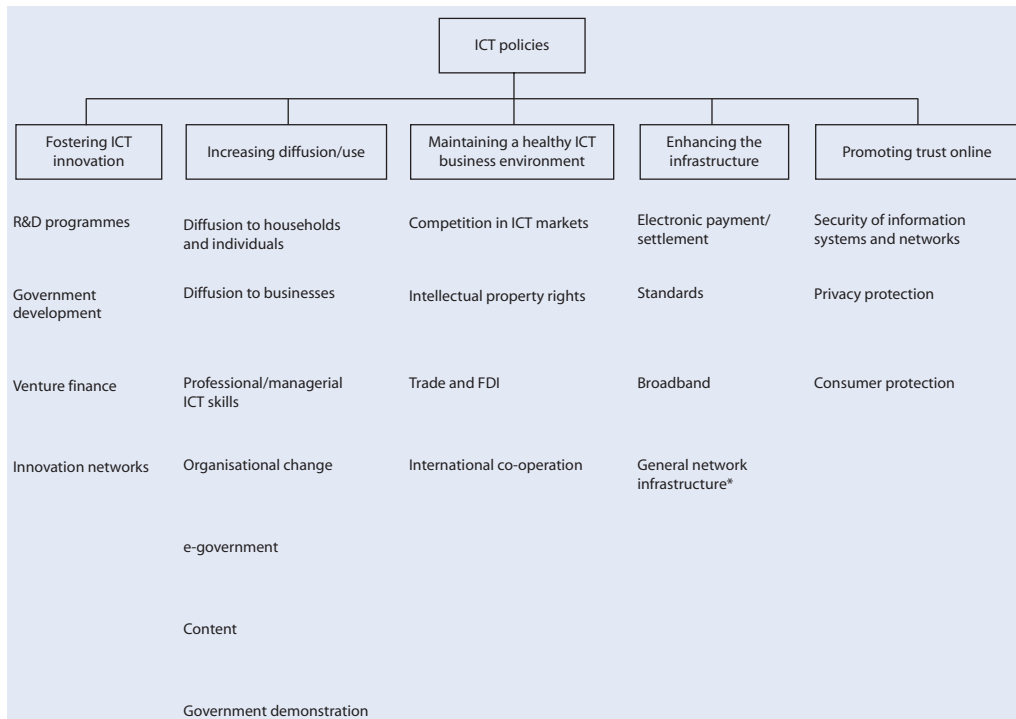 ICT policies
Fostering ICT
innovation
Increasing diffusion/use
Maintaining a healthy ICT
business environment
Enhancing the
infrastructure
Promoting trust online
R&D programmes
Government
development
Venture finance
Innovation networks
Diffusion to households
and individuals
Diffusion to businesses
Professional/managerial
ICT skills
Organisational change
e-government
Content
Government demonstration
Competition in ICT markets
Intellectual property rights
Trade and FDI
International co-operation
Electronic payment/
settlement
Standards
Broadband
General network
infrastructure*
Security of information
systems and networks
Privacy protection
Consumer protection